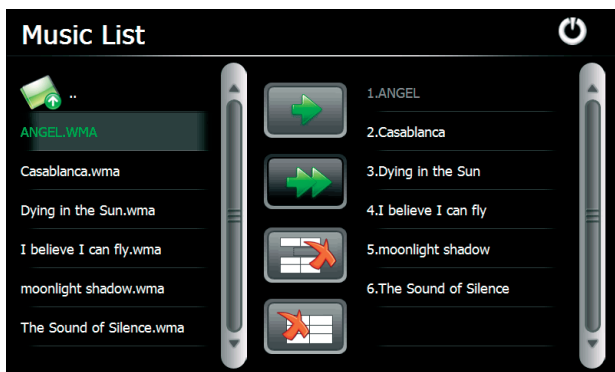 Music List
..
ANGEL.WMA
Casablanca.wma
Dying in the Sun.wma
I believe I can fly.wma
moonlight shadow.wma
The Sound of Silence.wma
1.ANGEL
2.Casablanca
3.Dying in the Sun
4.I believe I can fly
5.moonlight shadow
6.The Sound of Silence